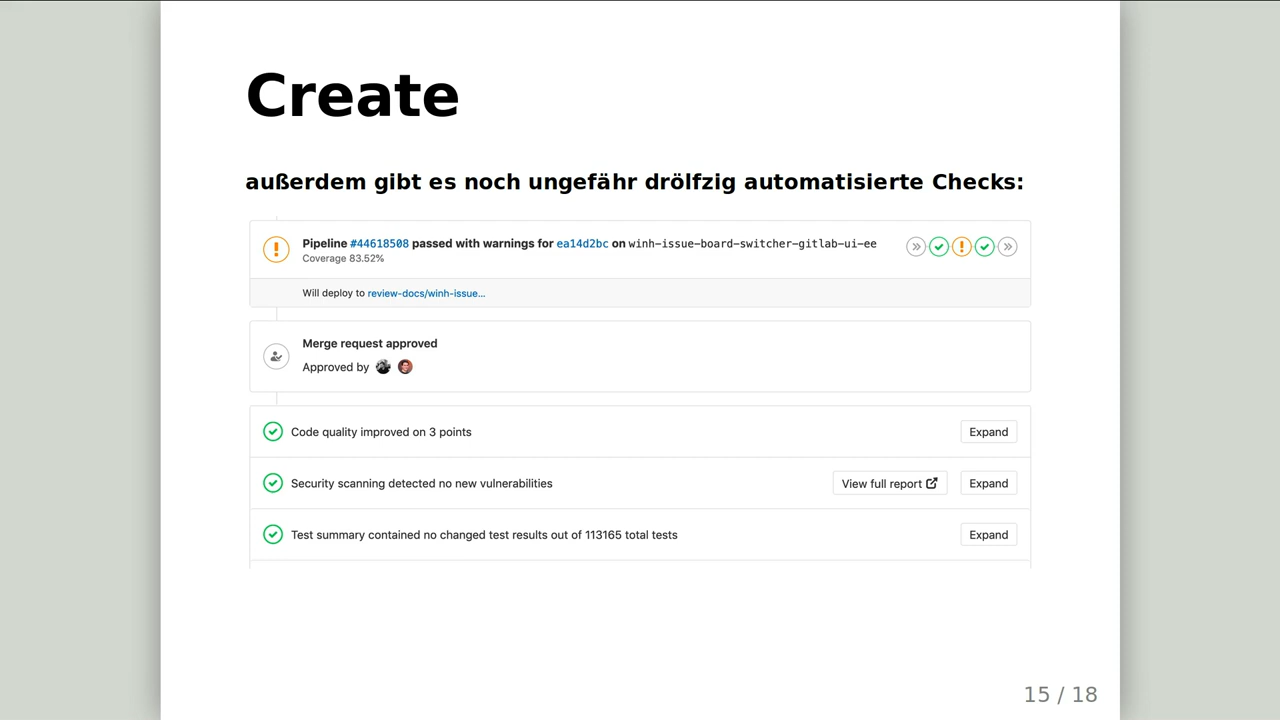 Create
außerdem gibt es noch ungefähr drölfzig automatisierte Checks:
Pipeline #44618508 passed with warnings for ea14d2bc on winh-issue-board-switcher-gitlab-ui-ee
Coverage 83.52%
Will deploy to review-docs/winh-issue...
Merge request approved
Approved by
Code quality improved on 3 points
Expand
Security scanning detected no new vulnerabilities
View full report
Expand
Test summary contained no changed test results out of 113165 total tests
Expand
15 / 18